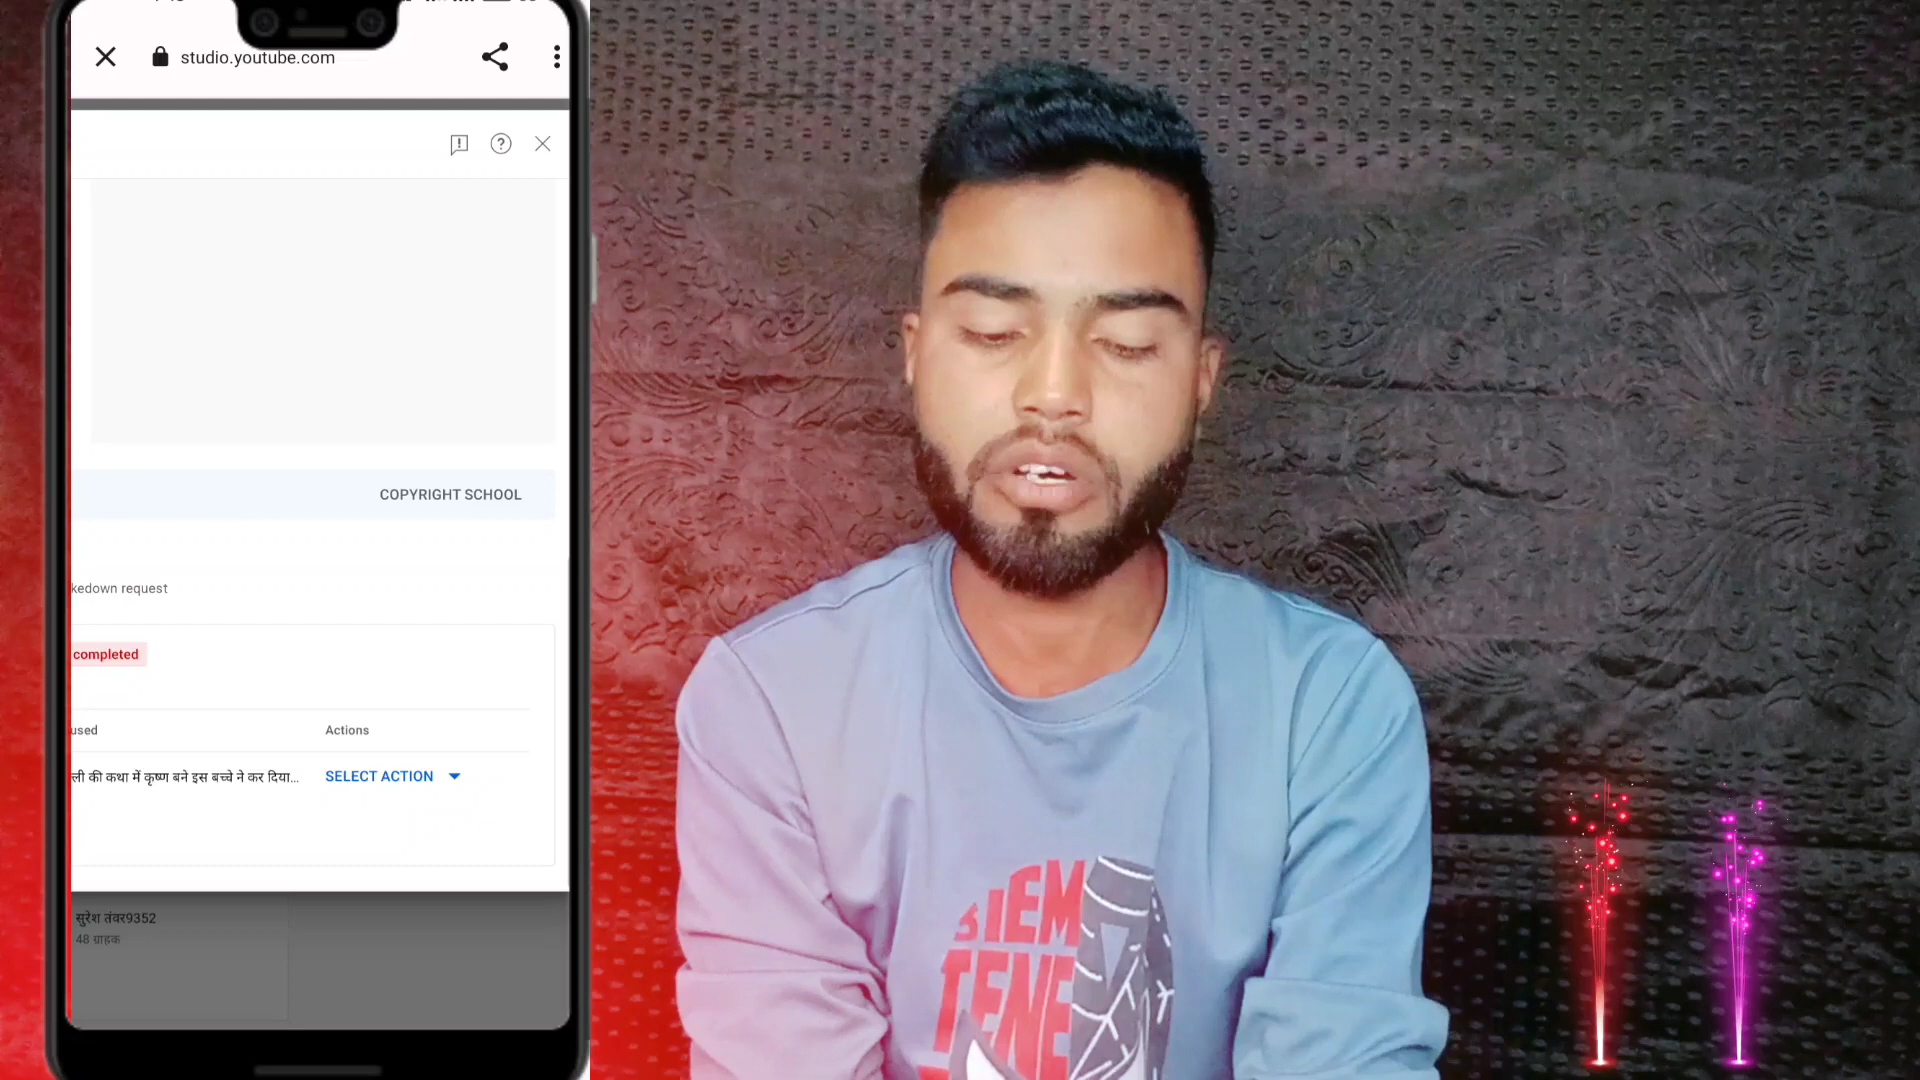 studio.youtube.com
COPYRIGHT SCHOOL
kedown request
completed
used
Actions
ली की कथा में कृष्ण बने इस बच्चे ने कर दिया...
SELECT ACTION
सुरेश तंवर9352
48 ग्राहक